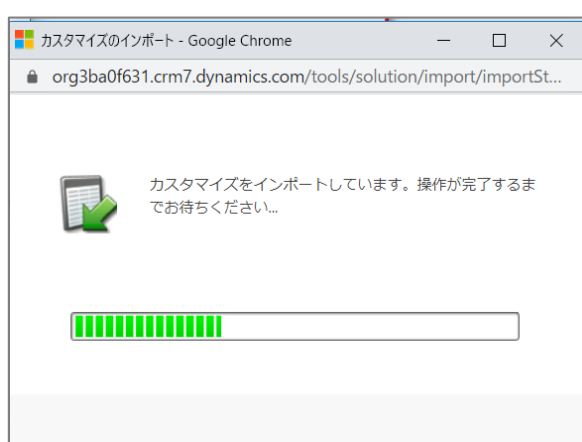 カスタマイズのインポート - Google Chrome
org3ba0f631.crm7.dynamics.com/tools/solution/import/importSt...
カスタマイズをインポートしています。操作が完了するま
でお待ちください...